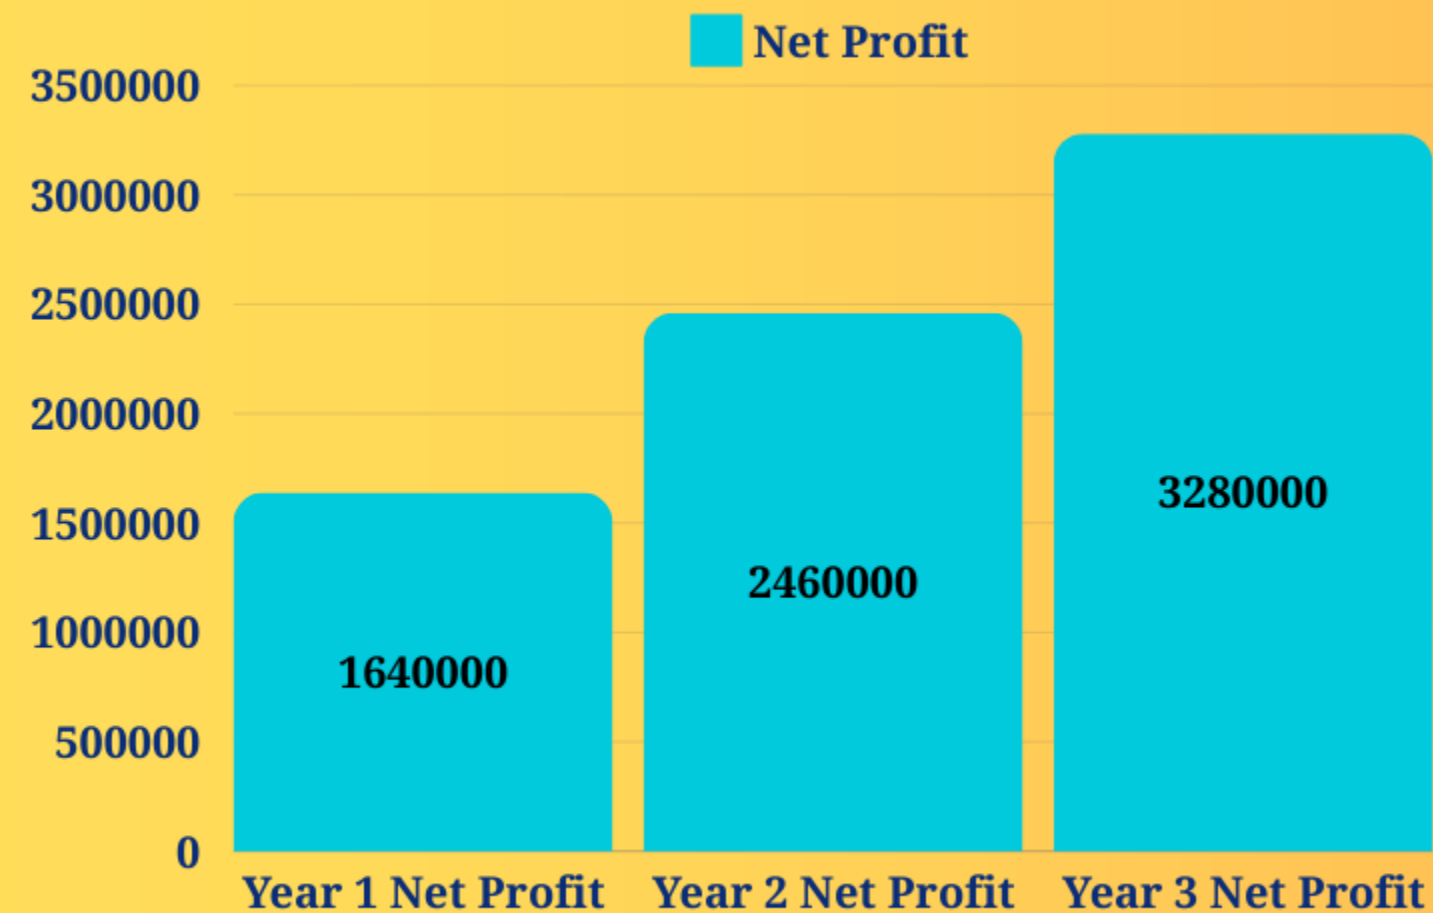 Net Profit
3500000
3000000
2500000
2000000
1500000
1000000
500000
0
1640000
2460000
3280000
Year 1 Net Profit
Year 2 Net Profit
Year 3 Net Profit